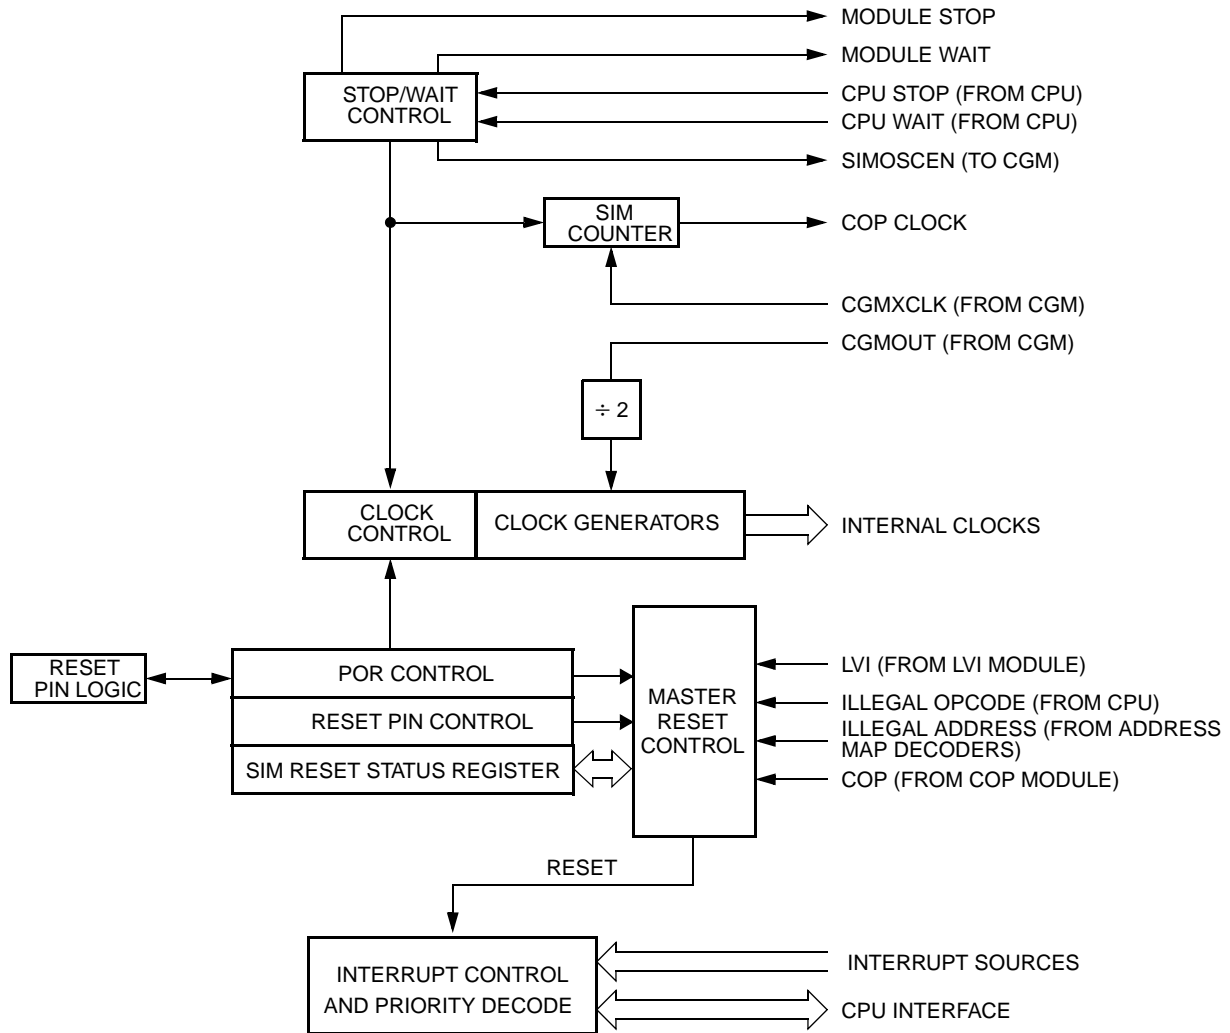 MODULE STOP
MODULE WAIT
STOP/WAIT
CONTROL
CPU STOP (FROM CPU)
CPU WAIT (FROM CPU)
SIMOSCEN (TO CGM)
SIM
COUNTER
COP CLOCK
CGMXCLK (FROM CGM)
CGMOUT (FROM CGM)
÷ 2
CLOCK
CONTROL
CLOCK GENERATORS
INTERNAL CLOCKS
RESET
PIN LOGIC
POR CONTROL
RESET PIN CONTROL
SIM RESET STATUS REGISTER
MASTER
RESET
CONTROL
LVI (FROM LVI MODULE)
ILLEGAL OPCODE (FROM CPU)
ILLEGAL ADDRESS (FROM ADDRESS
MAP DECODERS)
COP (FROM COP MODULE)
RESET
INTERRUPT CONTROL
AND PRIORITY DECODE
INTERRUPT SOURCES
CPU INTERFACE